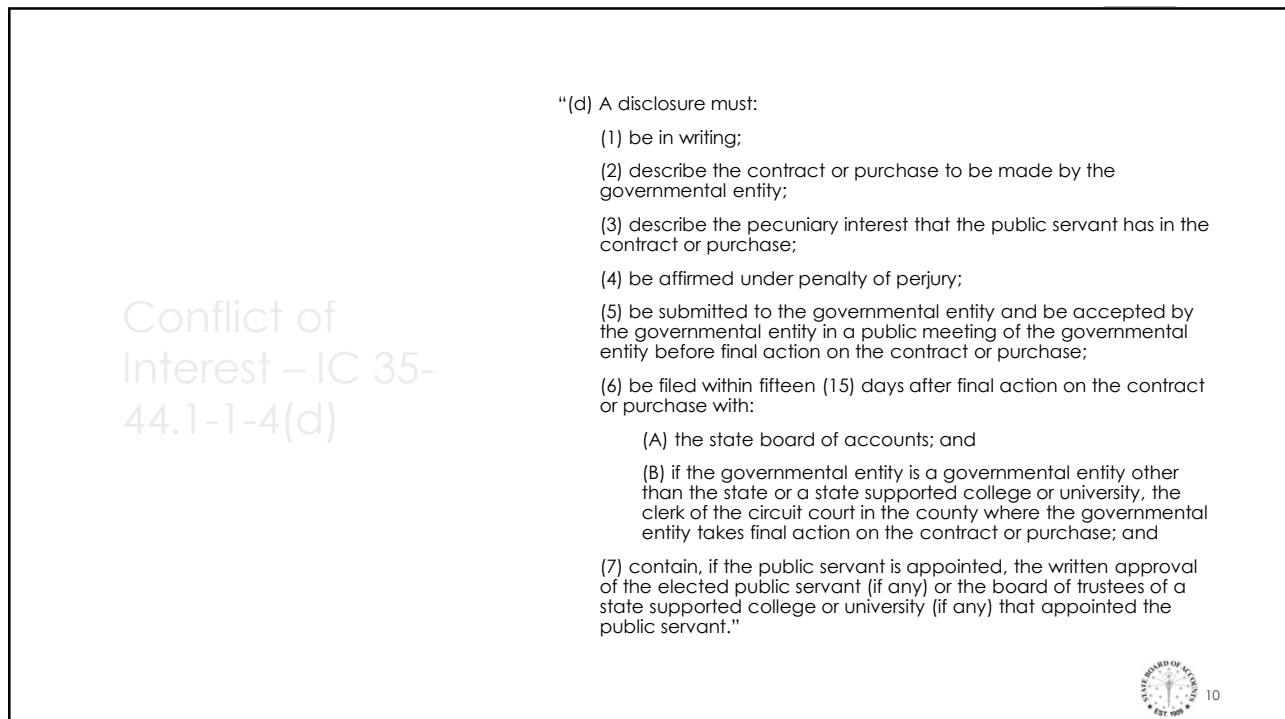 Conflict of
Interest – IC 35-
44.1-1-4(d)
“(d) A disclosure must:
(1) be in writing;
(2) describe the contract or purchase to be made by the
governmental entity;
(3) describe the pecuniary interest that the public servant has in the
contract or purchase;
(4) be affirmed under penalty of perjury;
(5) be submitted to the governmental entity and be accepted by
the governmental entity in a public meeting of the governmental
entity before final action on the contract or purchase;
(6) be filed within fifteen (15) days after final action on the contract
or purchase with:
(A) the state board of accounts; and
(B) if the governmental entity is a governmental entity other
than the state or a state supported college or university, the
clerk of the circuit court in the county where the governmental
entity takes final action on the contract or purchase; and
(7) contain, if the public servant is appointed, the written approval
of the elected public servant (if any) or the board of trustees of a
state supported college or university (if any) that appointed the
public servant.”
STATE BOARD OF ACCOUNTS
EST. 1909
10